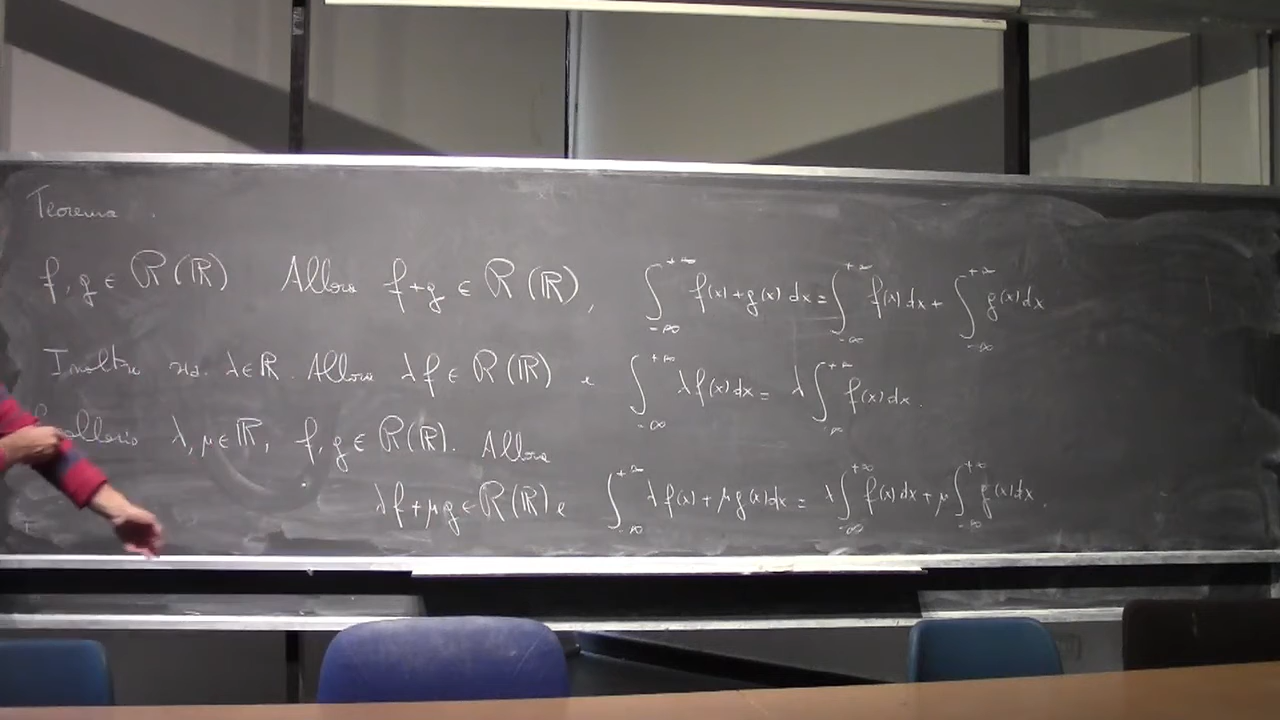 Teorema.
f, g ∈ R(ℝ) Allora f+g ∈ R(ℝ), ∫_{-∞}^{+∞} f(x)+g(x) dx = ∫_{-∞}^{+∞} f(x) dx + ∫_{-∞}^{+∞} g(x) dx
Inoltre sia λ∈ℝ. Allora λf ∈ R(ℝ) e ∫_{-∞}^{+∞} λf(x) dx = λ∫_{-∞}^{+∞} f(x) dx.
λ, μ∈ℝ, f, g ∈ R(ℝ). Allora
λf+μg ∈ R(ℝ) e ∫_{-∞}^{+∞} λf(x)+μg(x) dx = λ∫_{-∞}^{+∞} f(x) dx + μ∫_{-∞}^{+∞} g(x) dx.